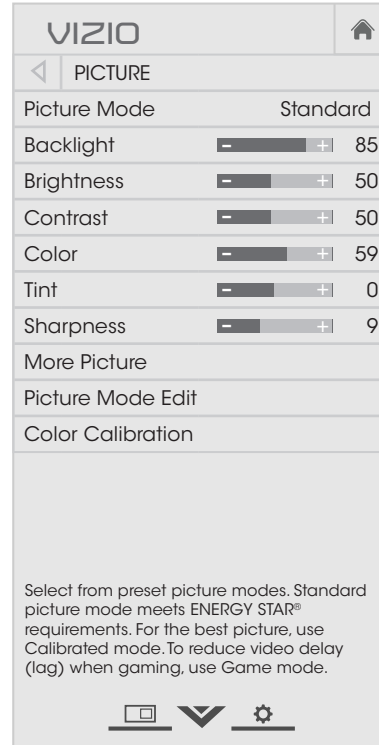 VIZIO
PICTURE
Picture Mode Standard
Backlight - + 85
Brightness - + 50
Contrast - + 50
Color - + 59
Tint - + 0
Sharpness - + 9
More Picture
Picture Mode Edit
Color Calibration
Select from preset picture modes. Standard
picture mode meets ENERGY STAR®
requirements. For the best picture, use
Calibrated mode. To reduce video delay
(lag) when gaming, use Game mode.